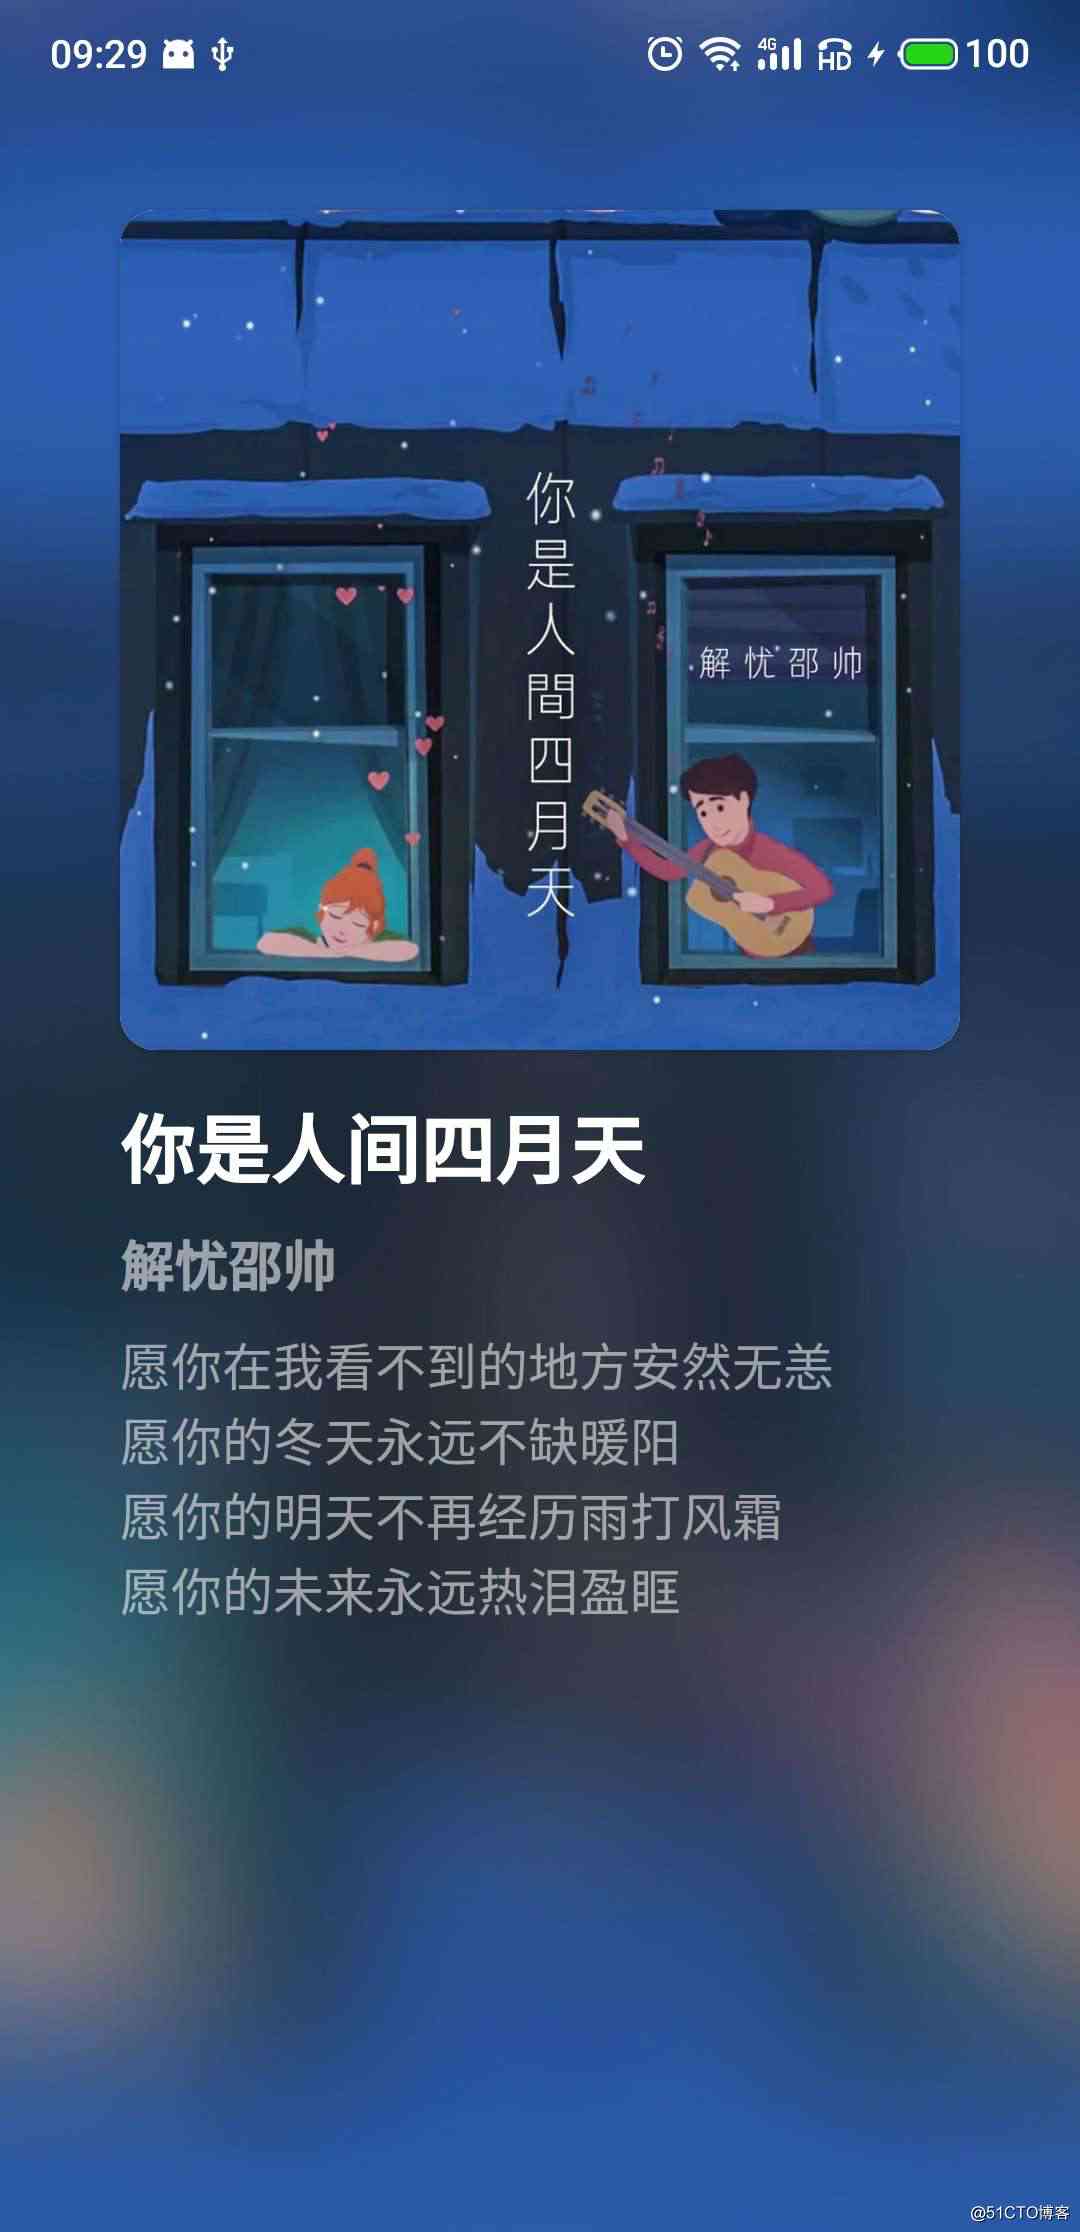 09:29
4G HD 100
你是人間四月天
解忧邵帅
你是人间四月天
解忧邵帅
愿你在我看不到的地方安然无恙
愿你的冬天永远不缺暖阳
愿你的明天不再经历雨打风霜
愿你的未来永远热泪盈眶
@51CTO博客